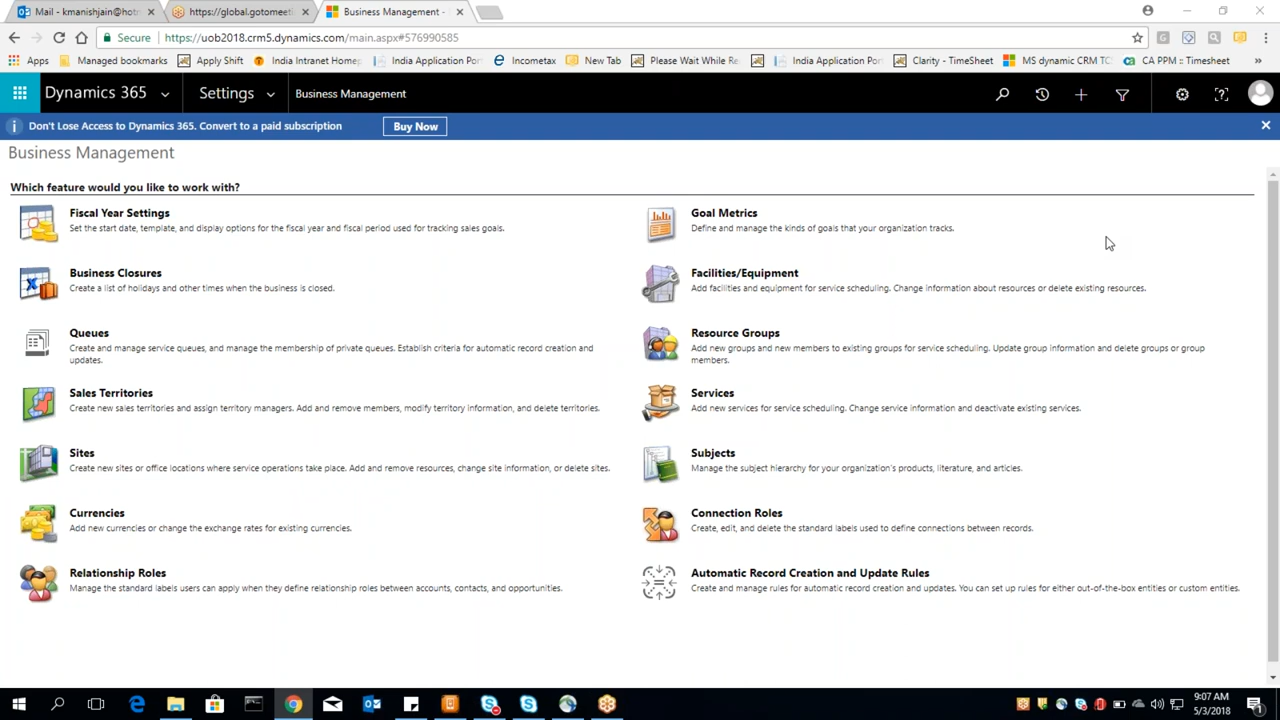 Mail - kmanishjain@hotm
https://global.gotomeeti
Business Management -
Secure
https://uob2018.crm5.dynamics.com/main.aspx#576990585
Apps
Managed bookmarks
Apply Shift
India Intranet Home
India Application Por
Incometax
New Tab
Please Wait While Re
India Application Por
Clarity - TimeSheet
MS dynamic CRM TC
CA PPM :: Timesheet
»
Dynamics 365
Settings
Business Management
Don't Lose Access to Dynamics 365. Convert to a paid subscription
Buy Now
Business Management
Which feature would you like to work with?
Fiscal Year Settings
Set the start date, template, and display options for the fiscal year and fiscal period used for tracking sales goals.
Goal Metrics
Define and manage the kinds of goals that your organization tracks.
Business Closures
Create a list of holidays and other times when the business is closed.
Facilities/Equipment
Add facilities and equipment for service scheduling. Change information about resources or delete existing resources.
Queues
Create and manage service queues, and manage the membership of private queues. Establish criteria for automatic record creation and
updates.
Resource Groups
Add new groups and new members to existing groups for service scheduling. Update group information and delete groups or group
members.
Sales Territories
Create new sales territories and assign territory managers. Add and remove members, modify territory information, and delete territories.
Services
Add new services for service scheduling. Change service information and deactivate existing services.
Sites
Create new sites or office locations where service operations take place. Add and remove resources, change site information, or delete sites.
Subjects
Manage the subject hierarchy for your organization's products, literature, and articles.
Currencies
Add new currencies or change the exchange rates for existing currencies.
Connection Roles
Create, edit, and delete the standard labels used to define connections between records.
Relationship Roles
Manage the standard labels users can apply when they define relationship roles between accounts, contacts, and opportunities.
Automatic Record Creation and Update Rules
Create and manage rules for automatic record creation and updates. You can set up rules for either out-of-the-box entities or custom entities.
9:07 AM
5/3/2018